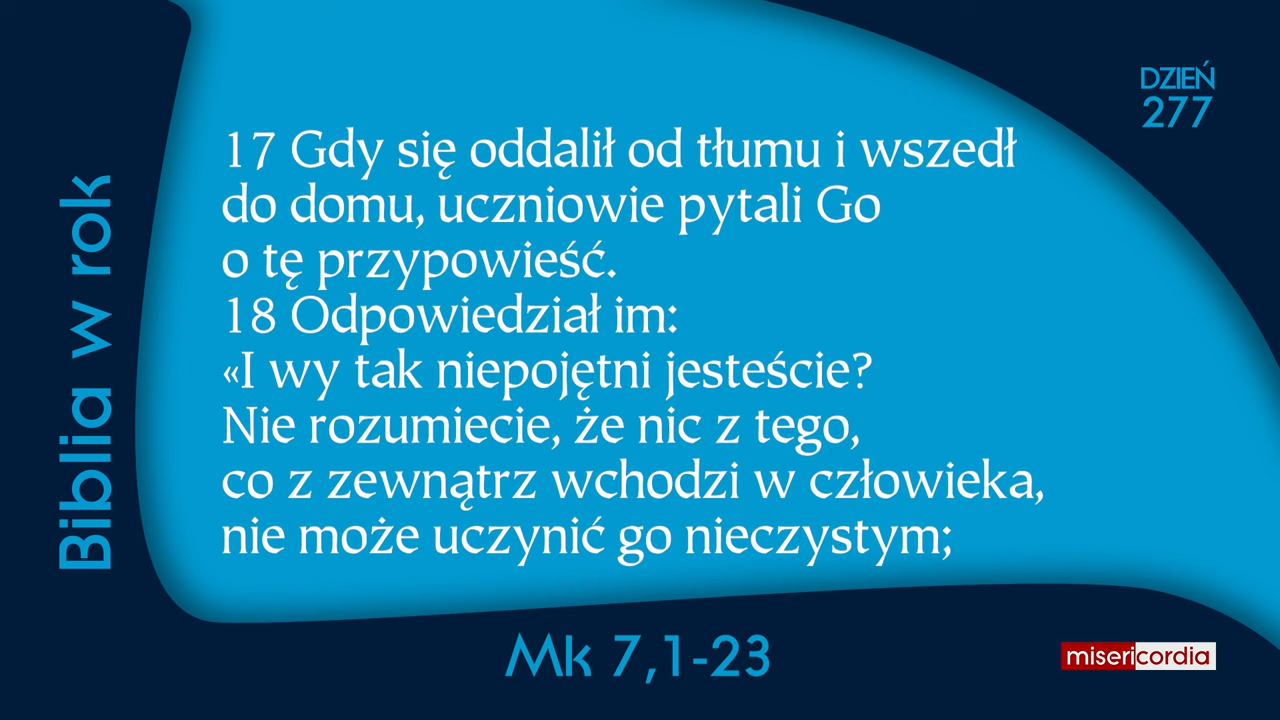 Biblia w rok
DZIEŃ
277
17 Gdy się oddalił od tłumu i wszedł
do domu, uczniowie pytali Go
o tę przypowieść.
18 Odpowiedział im:
«I wy tak niepojętni jesteście?
Nie rozumiecie, że nic z tego,
co z zewnątrz wchodzi w człowieka,
nie może uczynić go nieczystym;
Mk 7,1-23
misericordia